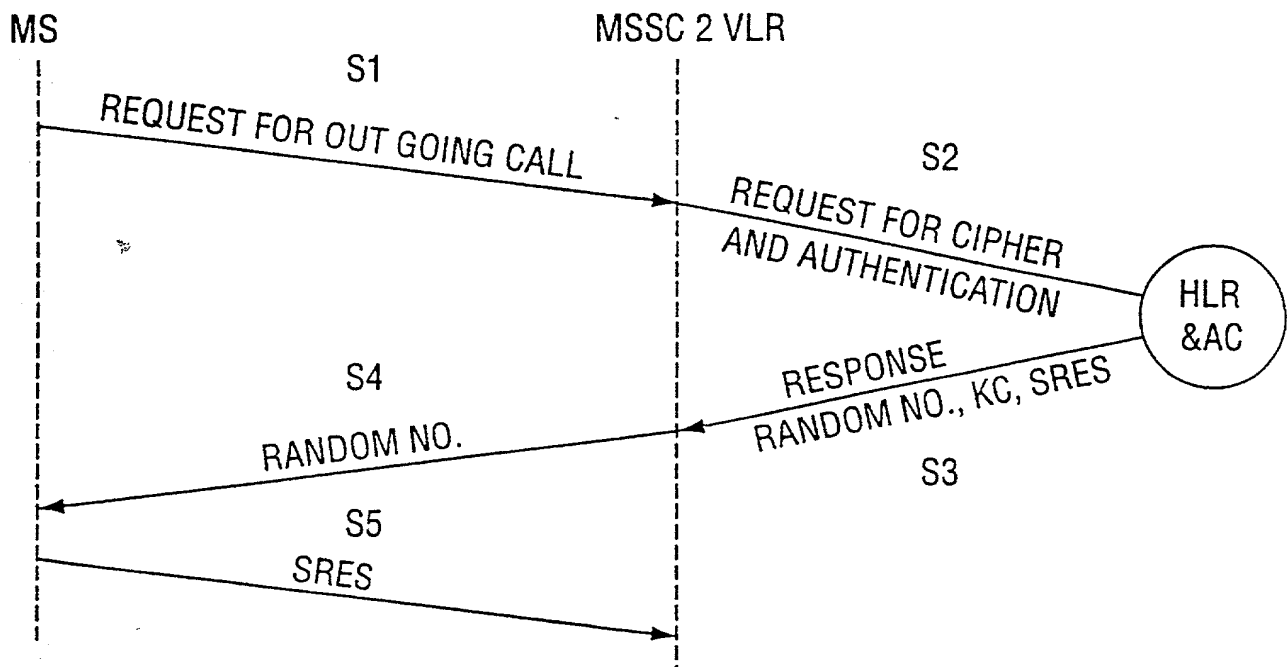 MS
MSSC 2 VLR
S1
REQUEST FOR OUT GOING CALL
S2
REQUEST FOR CIPHER
AND AUTHENTICATION
HLR
&AC
RESPONSE
RANDOM NO., KC, SRES
S3
S4
RANDOM NO.
S5
SRES